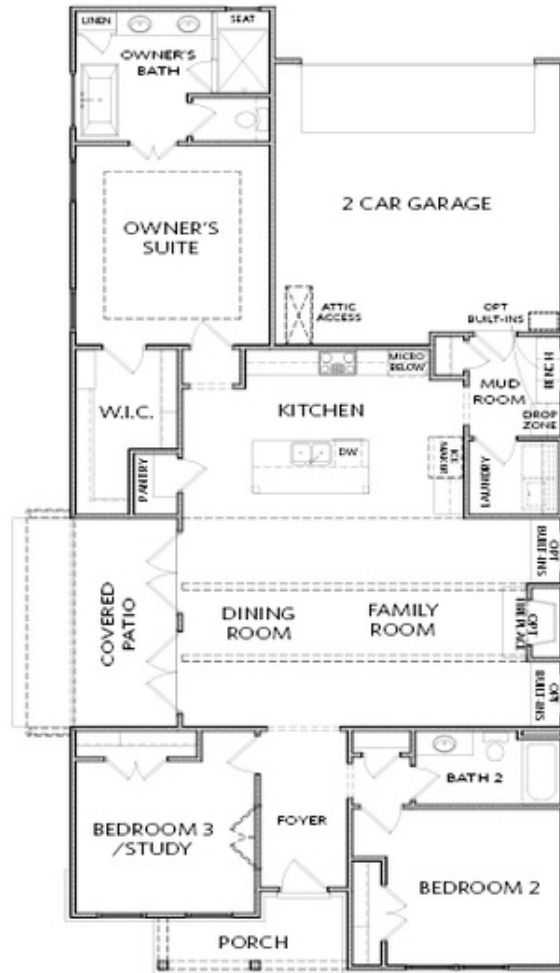 LINEN
SEAT
OWNER'S
BATH
2 CAR GARAGE
OWNER'S
SUITE
ATTIC
ACCESS
OPT
BUILT-INS
MICRO
BELOW
BENCH
MUD
ROOM
W.I.C.
KITCHEN
DROP
ZONE
DW
ICE
MAKER
PANTRY
LAUNDRY
OPT
BUILT-INS
COVERED
PATIO
DINING
ROOM
FAMILY
ROOM
OPT
FIREPLACE
OPT
BUILT-INS
BATH 2
BEDROOM 3
/STUDY
FOYER
BEDROOM 2
PORCH